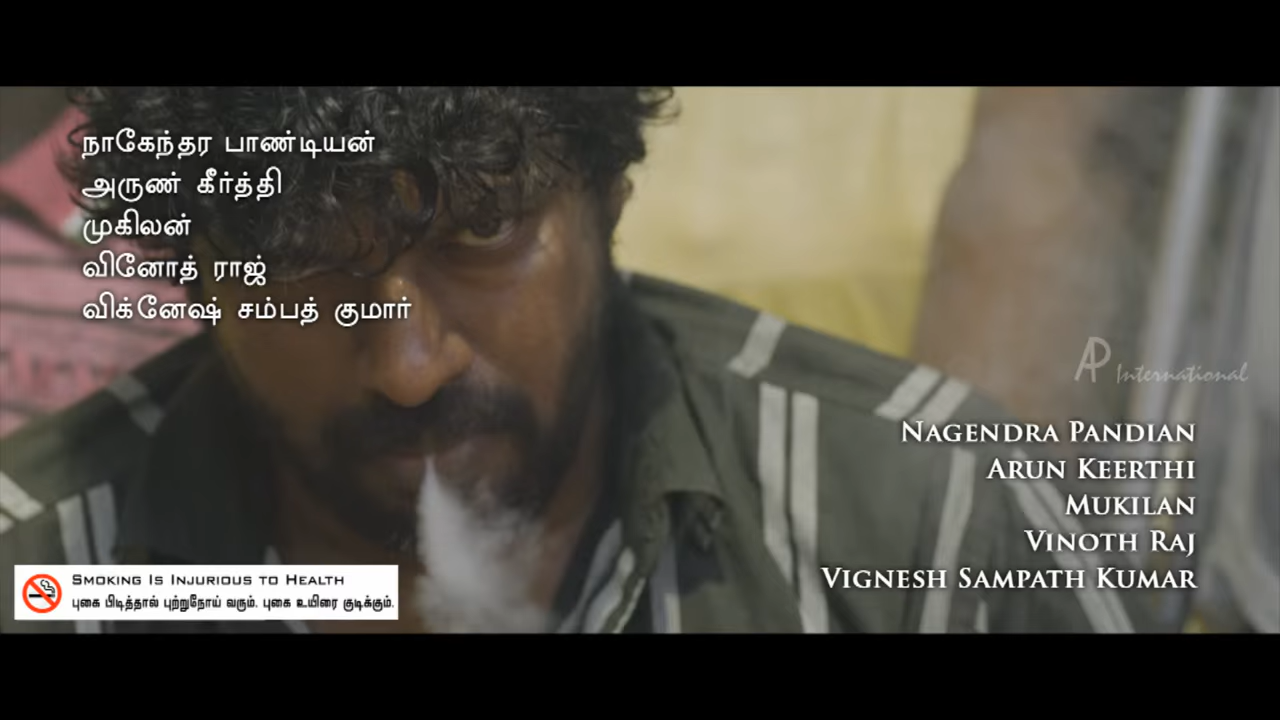 நாகேந்தர பாண்டியன்
அருண் கீர்த்தி
முகிலன்
வினோத் ராஜ்
விக்னேஷ் சம்பத் குமார்
AP International
NAGENDRA PANDIAN
ARUN KEERTHI
MUKILAN
VINOTH RAJ
VIGNESH SAMPATH KUMAR
SMOKING IS INJURIOUS TO HEALTH
புகை பிடித்தால் புற்றுநோய் வரும். புகை உயிரை குடிக்கும்.